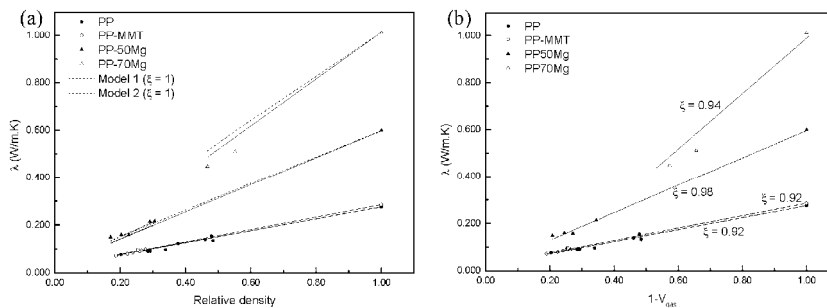 (a)
PP
PP-MMT
PP-50Mg
PP-70Mg
Model 1 (ξ = 1)
Model 2 (ξ = 1)
λ (W/m.K)
1.000
0.800
0.600
0.400
0.200
0.000
0.00 0.20 0.40 0.60 0.80 1.00
Relative density
(b)
PP
PP-MMT
PP50Mg
PP70Mg
ξ = 0.94
ξ = 0.98
ξ = 0.92
ξ = 0.92
λ (W/m.K)
1.000
0.800
0.600
0.400
0.200
0.000
0.00 0.20 0.40 0.60 0.80 1.00
1-Vgas